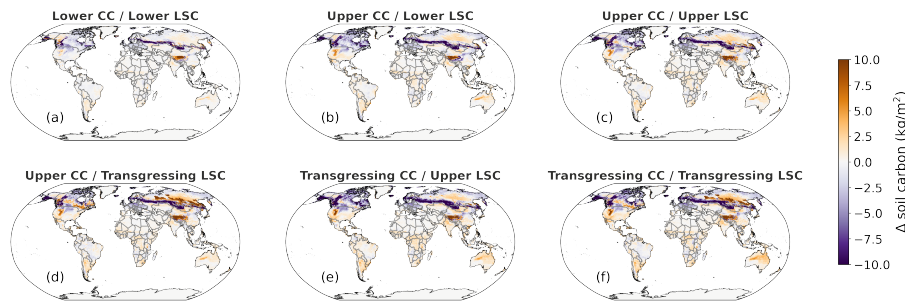 Lower CC / Lower LSC
Upper CC / Lower LSC
Upper CC / Upper LSC
(a)
(b)
(c)
Upper CC / Transgressing LSC
Transgressing CC / Upper LSC
Transgressing CC / Transgressing LSC
(d)
(e)
(f)
10.0
7.5
5.0
2.5
0.0
−2.5
−5.0
−7.5
−10.0
Δ soil carbon (kg/m²)